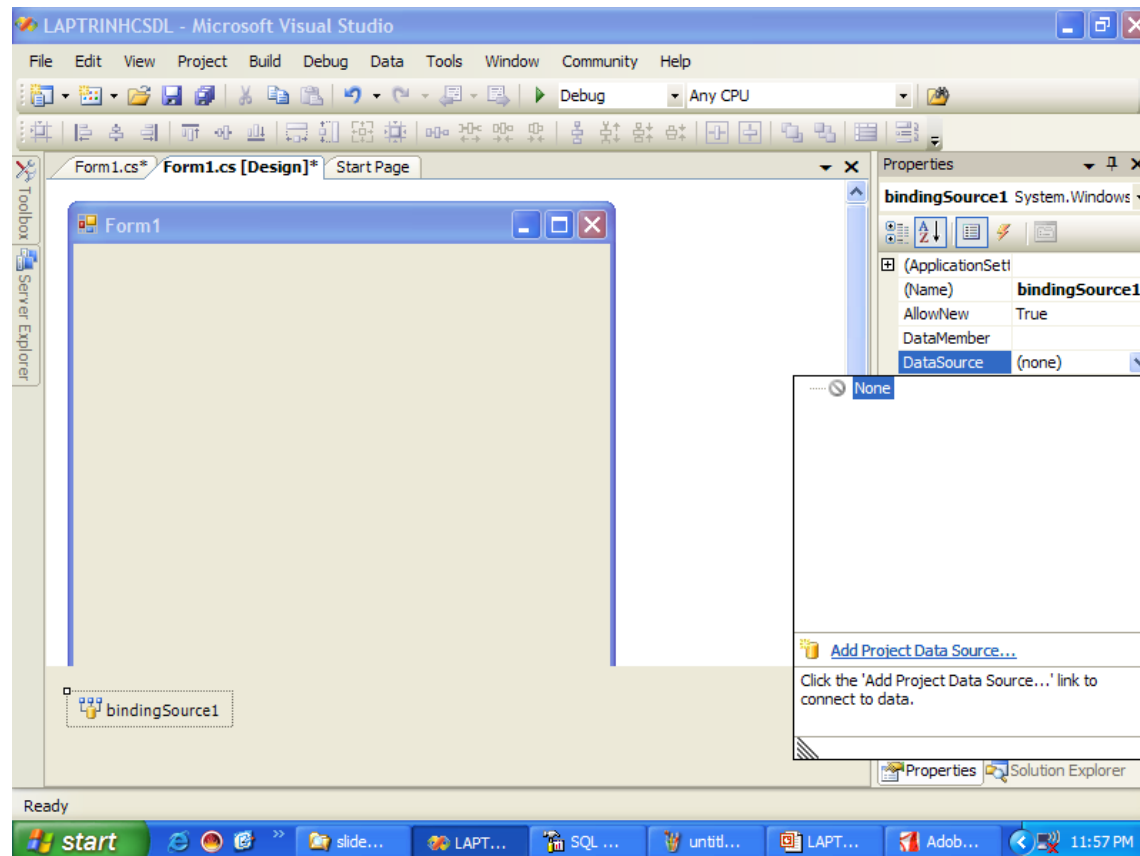 LAPTRINHCSDL - Microsoft Visual Studio
File Edit View Project Build Debug Data Tools Window Community Help
Debug Any CPU
Form1.cs* Form1.cs [Design]* Start Page
Toolbox
Server Explorer
Form1
bindingSource1
Properties
bindingSource1 System.Windows
(ApplicationSett
(Name) bindingSource1
AllowNew True
DataMember
DataSource (none)
None
Add Project Data Source...
Click the 'Add Project Data Source...' link to
connect to data.
Properties Solution Explorer
Ready
start slide... LAPT... SQL ... untitl... LAPT... Adob... 11:57 PM